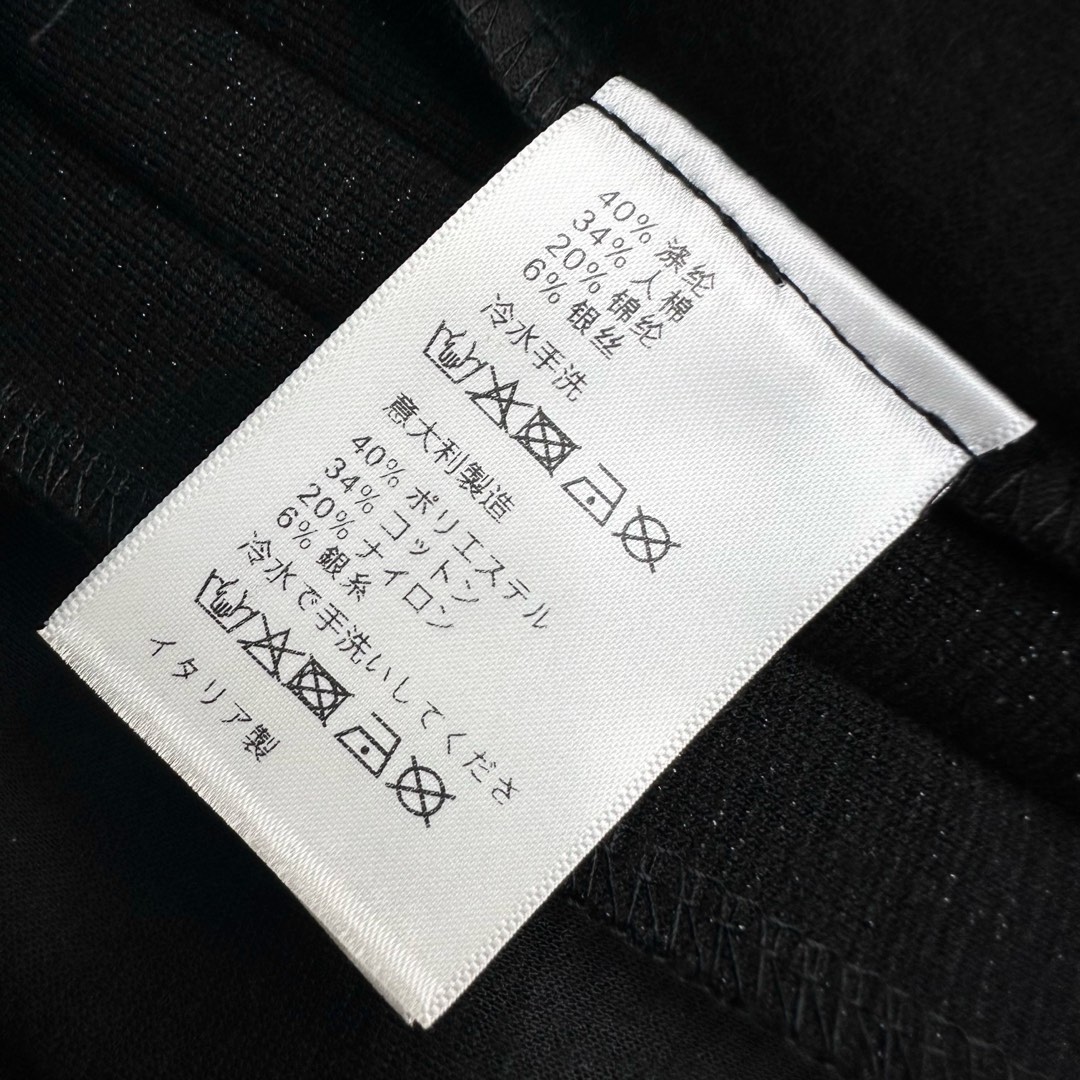 40% 涤纶
34% 人棉
20% 锦纶
6% 银丝
冷水手洗
意大利製造
40% ポリエステル
34% コットン
20% ナイロン
6% 銀糸
冷水で手洗いしてくださ
イタリア製